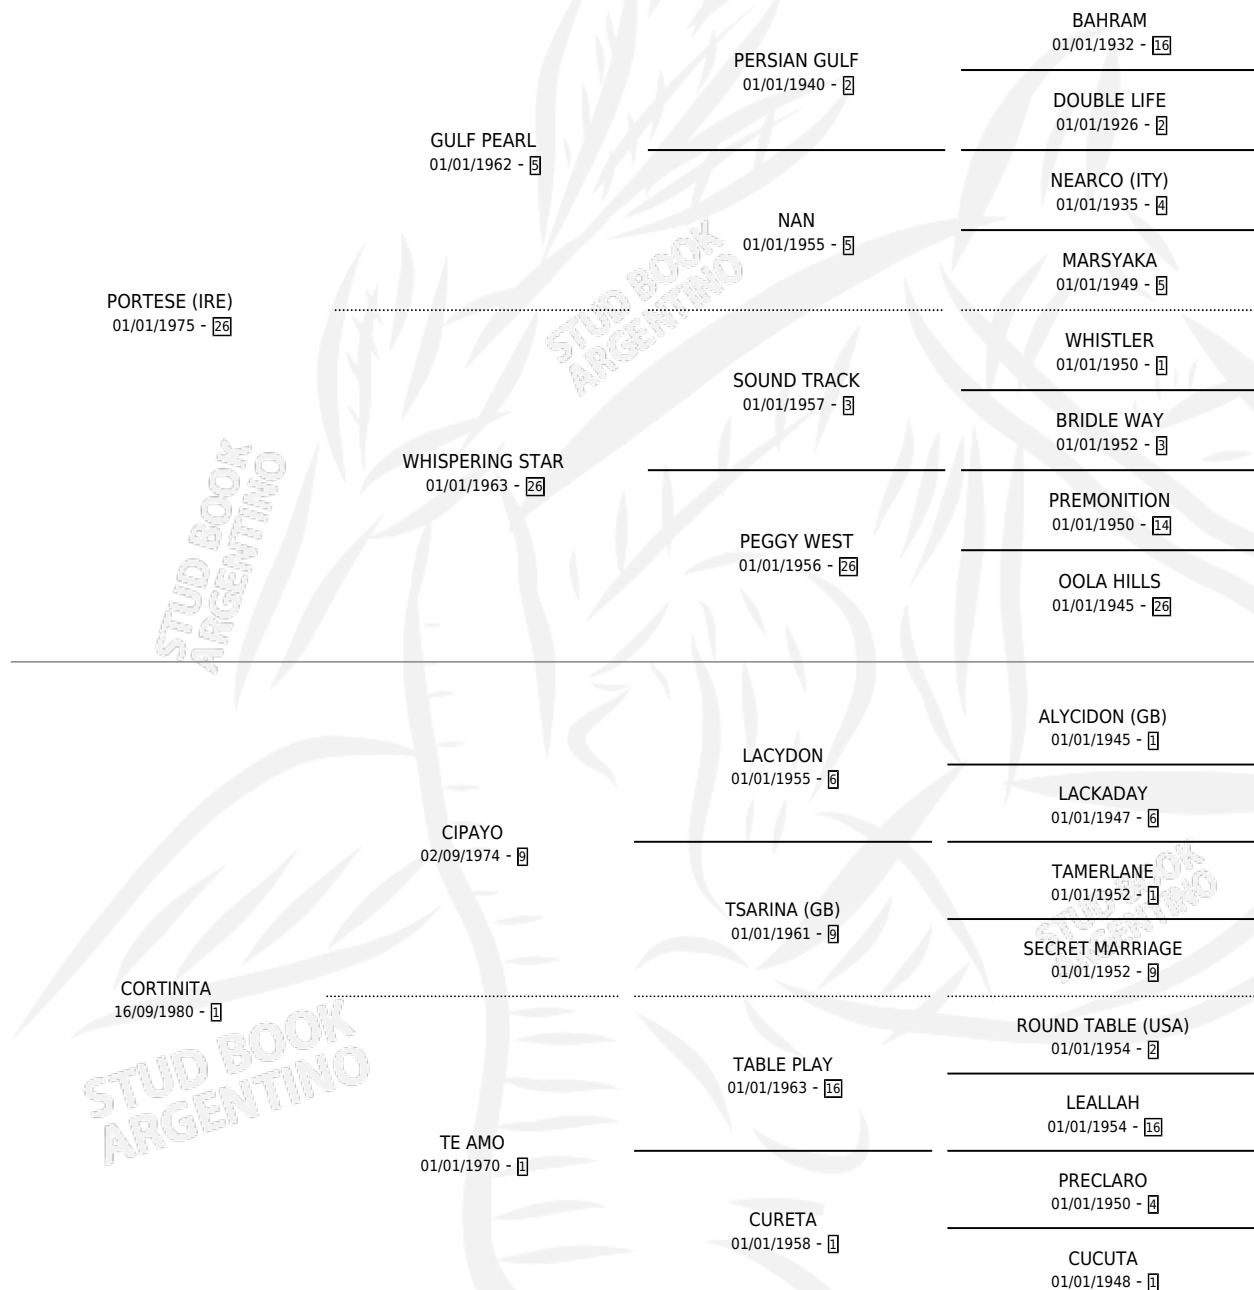 BAHRAM
01/01/1932 - 16
PERSIAN GULF
01/01/1940 - 2
DOUBLE LIFE
01/01/1926 - 2
GULF PEARL
01/01/1962 - 5
NEARCO (ITY)
01/01/1935 - 4
NAN
01/01/1955 - 5
MARSYAKA
01/01/1949 - 5
PORTESE (IRE)
01/01/1975 - 26
WHISTLER
01/01/1950 - 1
SOUND TRACK
01/01/1957 - 3
BRIDLE WAY
01/01/1952 - 3
WHISPERING STAR
01/01/1963 - 26
PREMONITION
01/01/1950 - 14
PEGGY WEST
01/01/1956 - 26
OOLA HILLS
01/01/1945 - 26
ALYCIDON (GB)
01/01/1945 - 1
LACYDON
01/01/1955 - 6
LACKADAY
01/01/1947 - 6
CIPAYO
02/09/1974 - 9
TAMERLANE
01/01/1952 - 1
TSARINA (GB)
01/01/1961 - 9
SECRET MARRIAGE
01/01/1952 - 9
CORTINITA
16/09/1980 - 1
ROUND TABLE (USA)
01/01/1954 - 2
TABLE PLAY
01/01/1963 - 16
LEALLAH
01/01/1954 - 16
TE AMO
01/01/1970 - 1
PRECLARO
01/01/1950 - 4
CURETA
01/01/1958 - 1
CUCUTA
01/01/1948 - 1
STUD BOOK
ARGENTINO
STUD BOOK
ARGENTINO
STUD BOOK
ARGENTINO
STUD BOOK
ARGENTINO